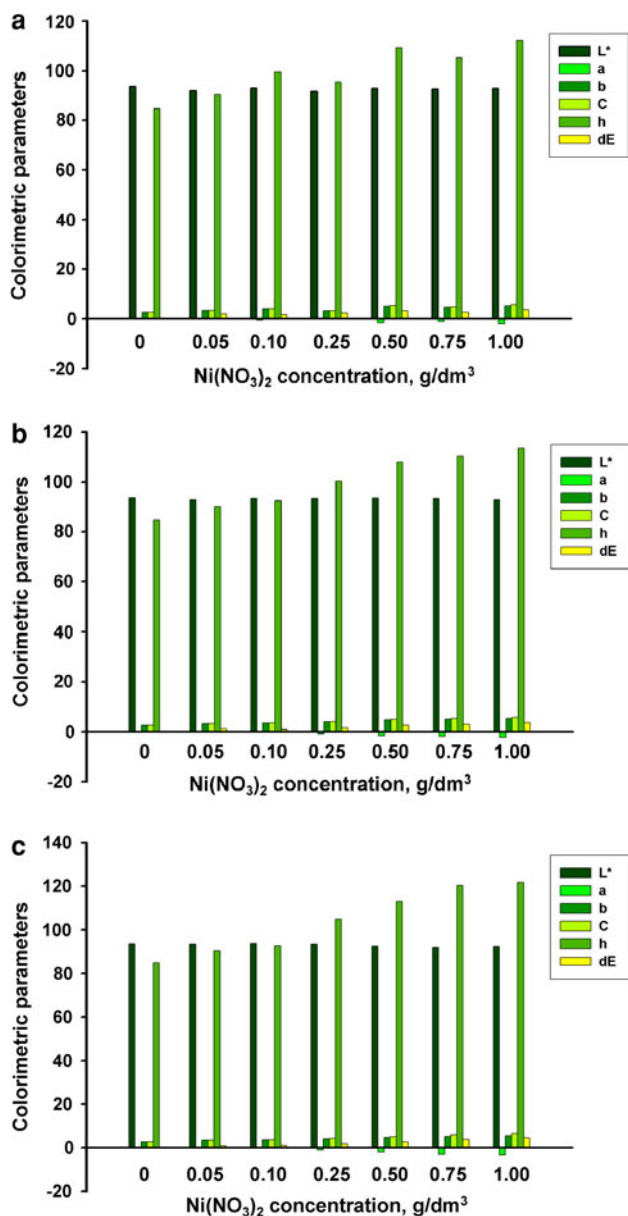 a
120
100
80
60
40
20
0
-20
Colorimetric parameters
0 0.05 0.10 0.25 0.50 0.75 1.00
Ni(NO3)2 concentration, g/dm3
L*
a
b
C
h
dE
b
120
100
80
60
40
20
0
-20
Colorimetric parameters
0 0.05 0.10 0.25 0.50 0.75 1.00
Ni(NO3)2 concentration, g/dm3
L*
a
b
C
h
dE
c
140
120
100
80
60
40
20
0
-20
Colorimetric parameters
0 0.05 0.10 0.25 0.50 0.75 1.00
Ni(NO3)2 concentration, g/dm3
L*
a
b
C
h
dE